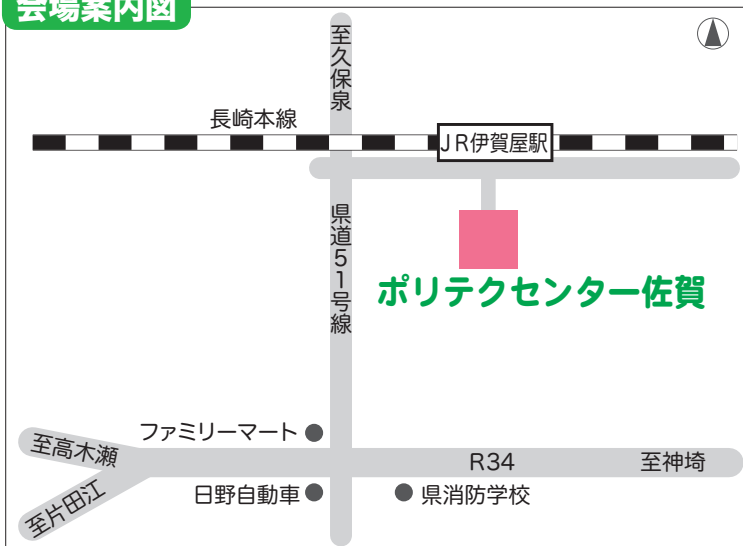 会場案内図
至久保泉
長崎本線
JR伊賀屋駅
県道51号線
ポリテクセンター佐賀
ファミリーマート
至高木瀬
R34
至神埼
至片田江
日野自動車
県消防学校